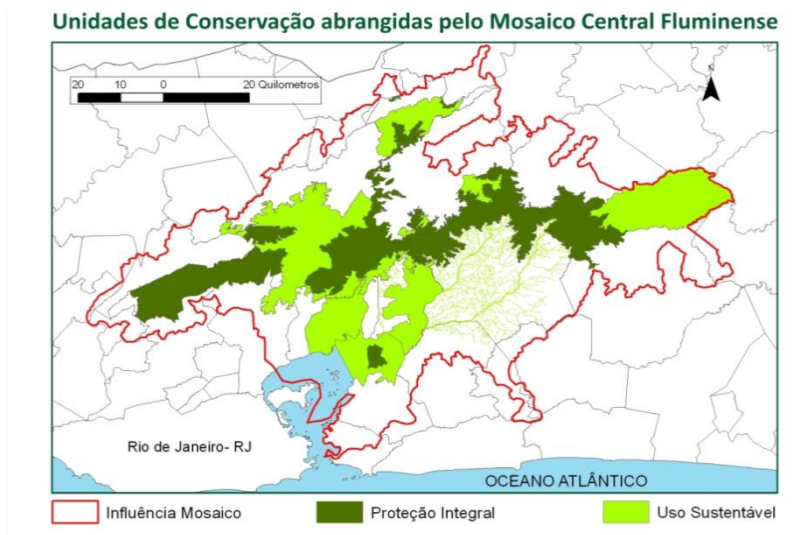 Unidades de Conservação abrangidas pelo Mosaico Central Fluminense
20 10 0 20 Quilometros
Rio de Janeiro- RJ
OCEANO ATLÂNTICO
Influência Mosaico
Proteção Integral
Uso Sustentável